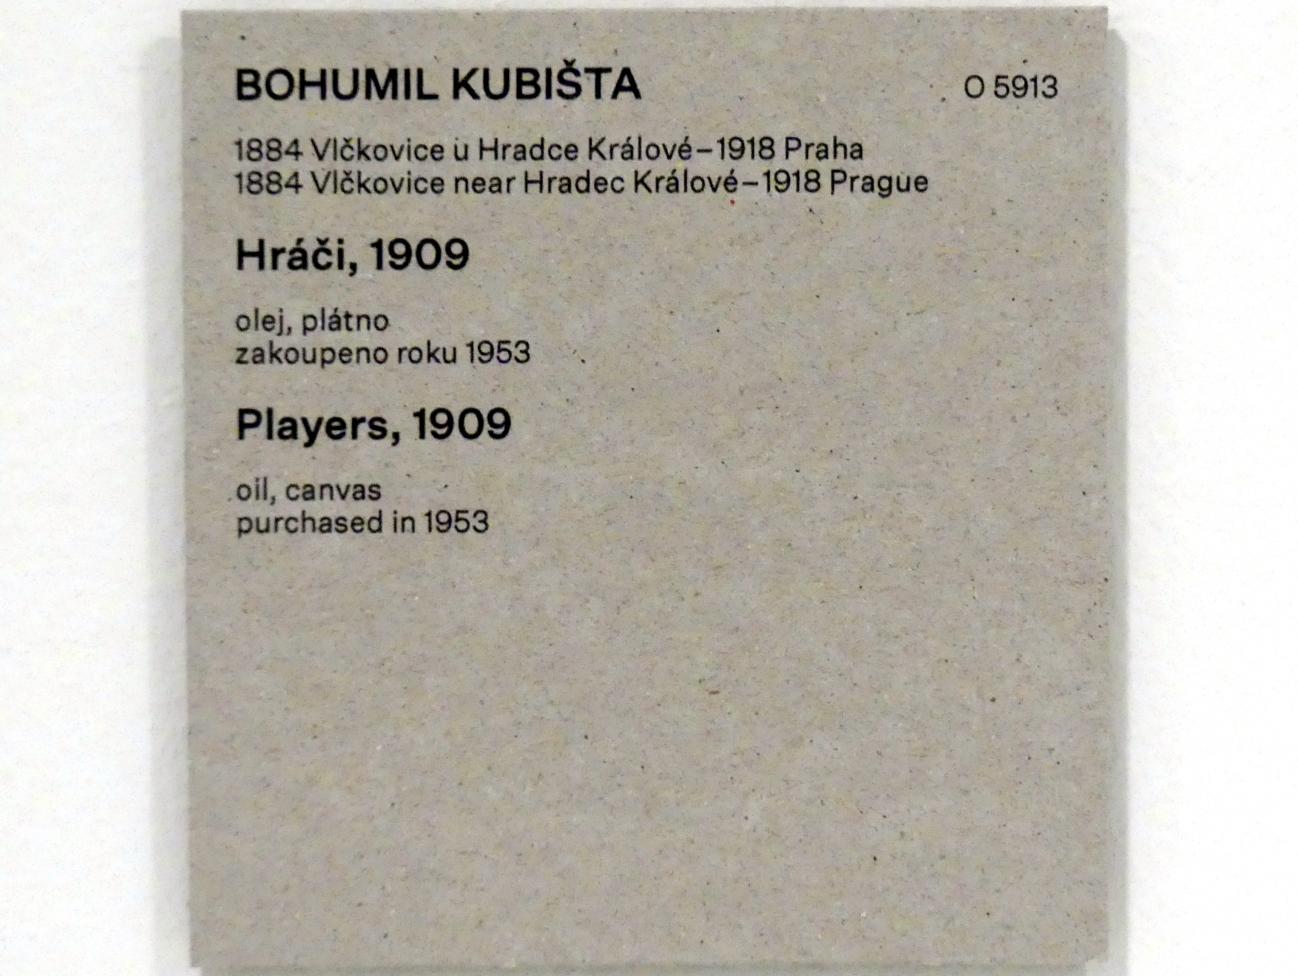 BOHUMIL KUBIŠTA O 5913
1884 Vlčkovice u Hradce Králové–1918 Praha
1884 Vlčkovice near Hradec Králové–1918 Prague
Hráči, 1909
olej, plátno
zakoupeno roku 1953
Players, 1909
oil, canvas
purchased in 1953